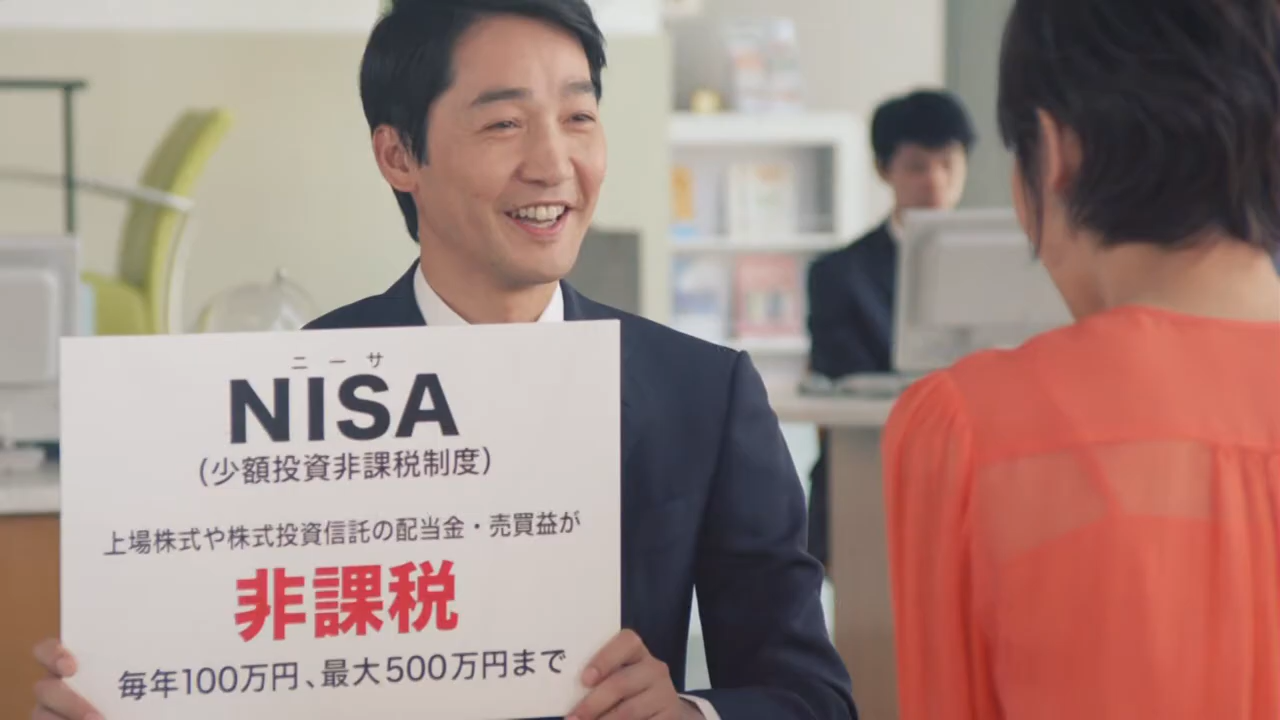 ニーサ
NISA
(少額投資非課税制度)
上場株式や株式投資信託の配当金・売買益が
非課税
毎年100万円、最大500万円まで